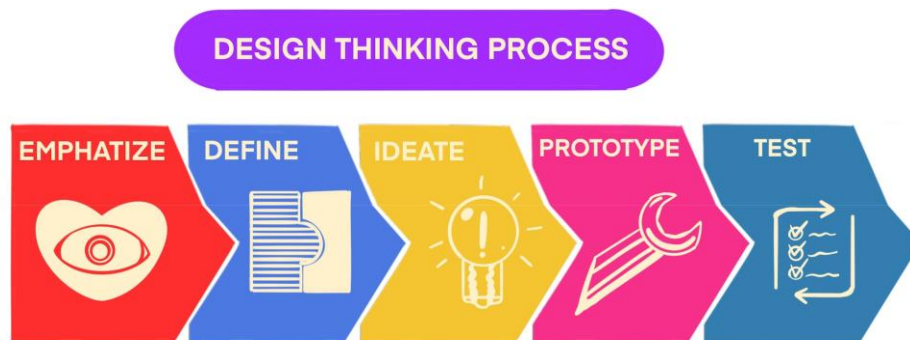 DESIGN THINKING PROCESS
EMPHATIZE
DEFINE
IDEATE
PROTOTYPE
TEST